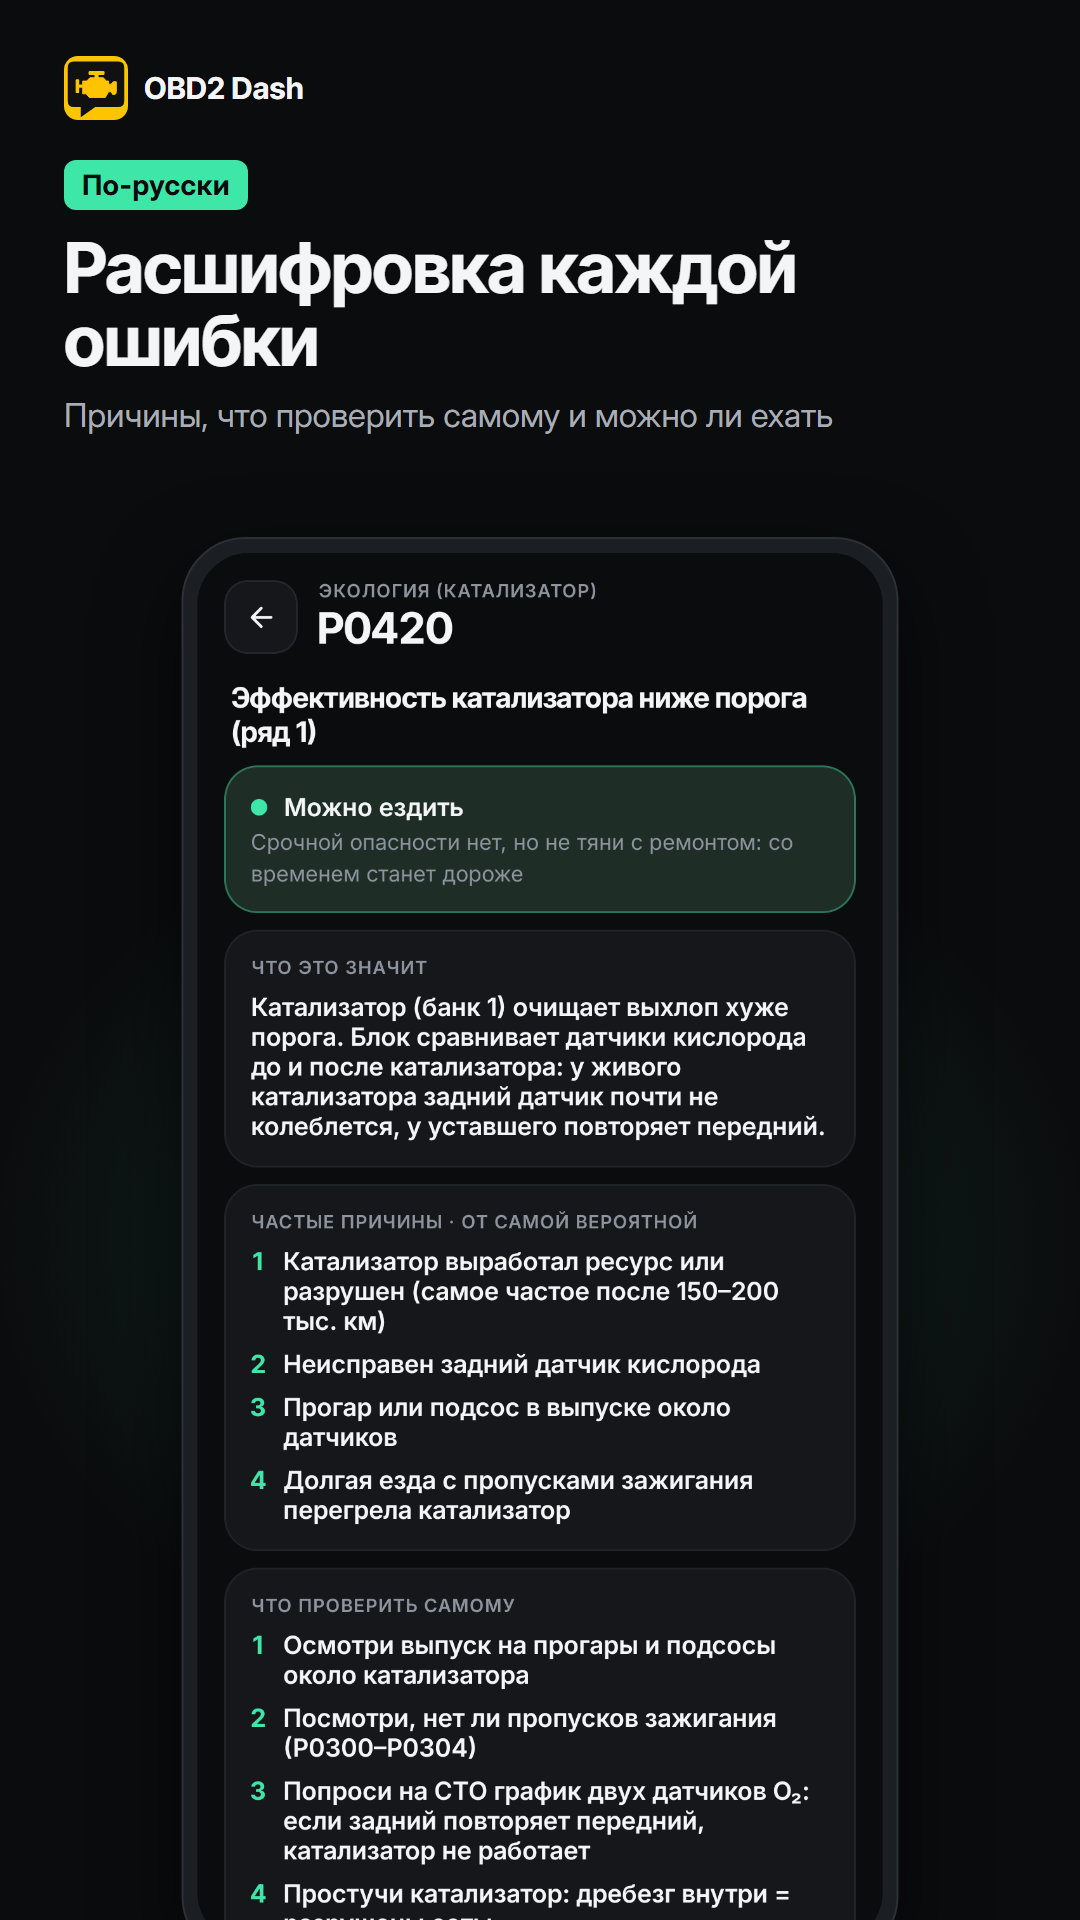 OBD2 Dash
По-русски
Расшифровка каждой
ошибки
Причины, что проверить самому и можно ли ехать
ЭКОЛОГИЯ (КАТАЛИЗАТОР)
P0420
Эффективность катализатора ниже порога
(ряд 1)
Можно ездить
Срочной опасности нет, но не тяни с ремонтом: со
временем станет дороже
ЧТО ЭТО ЗНАЧИТ
Катализатор (банк 1) очищает выхлоп хуже
порога. Блок сравнивает датчики кислорода
до и после катализатора: у живого
катализатора задний датчик почти не
колеблется, у уставшего повторяет передний.
ЧАСТЫЕ ПРИЧИНЫ · ОТ САМОЙ ВЕРОЯТНОЙ
1 Катализатор выработал ресурс или
разрушен (самое частое после 150–200
тыс. км)
2 Неисправен задний датчик кислорода
3 Прогар или подсос в выпуске около
датчиков
4 Долгая езда с пропусками зажигания
перегрела катализатор
ЧТО ПРОВЕРИТЬ САМОМУ
1 Осмотри выпуск на прогары и подсосы
около катализатора
2 Посмотри, нет ли пропусков зажигания
(P0300–P0304)
3 Попроси на СТО график двух датчиков O₂:
если задний повторяет передний,
катализатор не работает
4 Простучи катализатор: дребезг внутри =